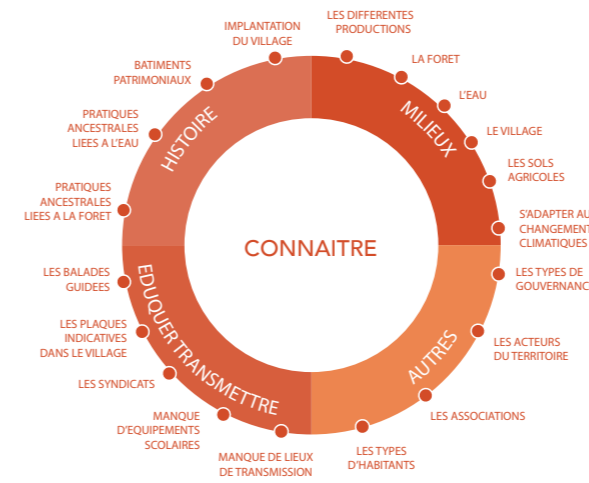 CONNAITRE
HISTOIRE
IMPLANTATION
DU VILLAGE
BATIMENTS
PATRIMONIAUX
PRATIQUES
ANCESTRALES
LIEES A L'EAU
PRATIQUES
ANCESTRALES
LIEES A LA FORET
MILIEUX
LES DIFFERENTES
PRODUCTIONS
LA FORET
L'EAU
LE VILLAGE
LES SOLS
AGRICOLES
S'ADAPTER AU
CHANGEMENT
CLIMATIQUES
AUTRES
LES TYPES DE
GOUVERNANC
LES ACTEURS
DU TERRITOIRE
LES ASSOCIATIONS
LES TYPES
D'HABITANTS
EDUQUER TRANSMETTRE
LES BALADES
GUIDEES
LES PLAQUES
INDICATIVES
DANS LE VILLAGE
LES SYNDICATS
MANQUE
D'EQUIPEMENTS
SCOLAIRES
MANQUE DE LIEUX
DE TRANSMISSION